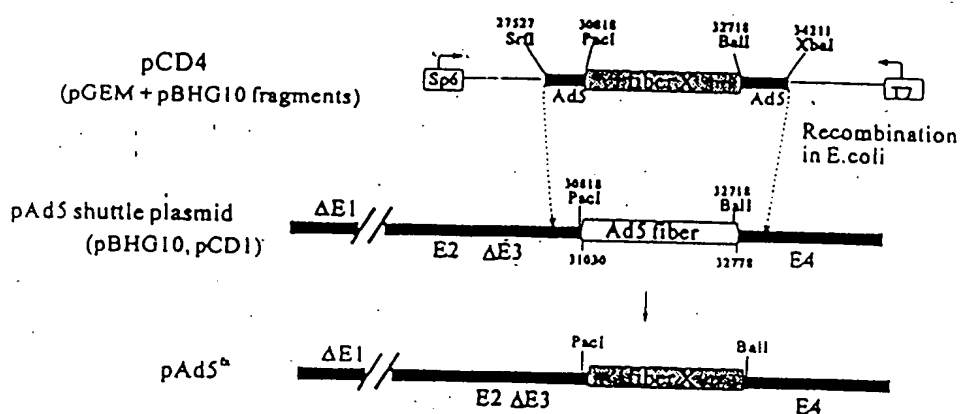 27527 30818 32718 34211
SrfI PacI BalI XbaI
pCD4
(pGEM + pBHG10 fragments)
Sp6 fiberX T7
Ad5 Ad5
Recombination
in E.coli
30818 32718
PacI BalI
pAd5 shuttle plasmid
(pBHG10, pCD1)
ΔE1
Ad5 fiber
E2 ΔE3 31030 32778 E4
PacI BalI
pAd5
ΔE1
fiberX
E2 ΔE3 E4